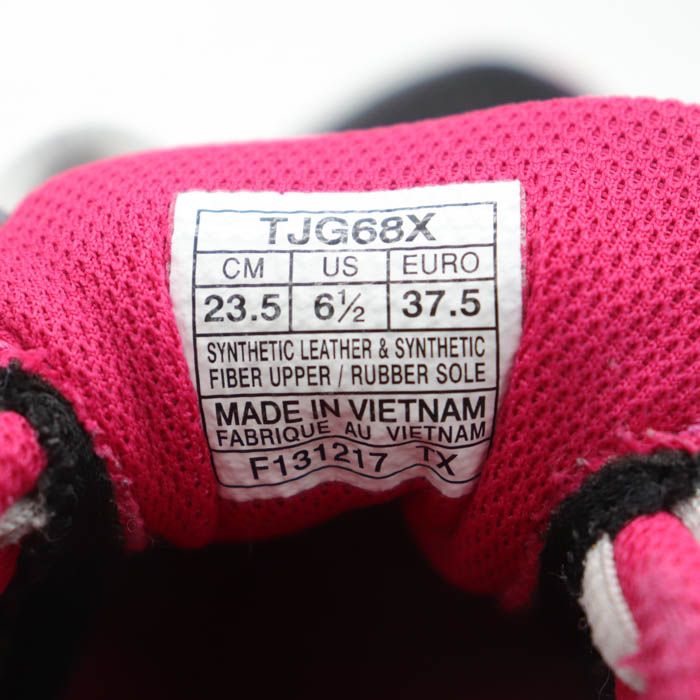 TJG68X
CM US EURO
23.5 6½ 37.5
SYNTHETIC LEATHER & SYNTHETIC
FIBER UPPER / RUBBER SOLE
MADE IN VIETNAM
FABRIQUE AU VIETNAM
F131217 TX